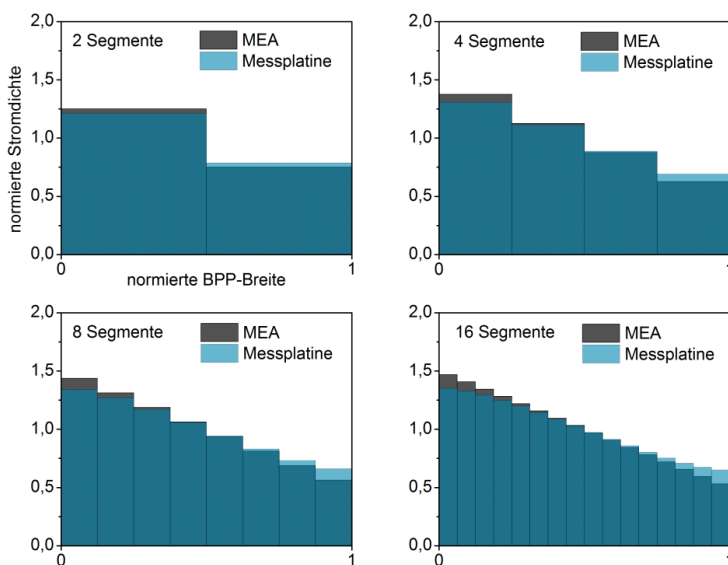 2,0
2 Segmente
MEA
Messplatine
1,5
1,0
0,5
0,0
0
1
normierte Stromdichte
normierte BPP-Breite
2,0
4 Segmente
MEA
Messplatine
1,5
1,0
0,5
0,0
0
1
2,0
8 Segmente
MEA
Messplatine
1,5
1,0
0,5
0,0
0
1
2,0
16 Segmente
MEA
Messplatine
1,5
1,0
0,5
0,0
0
1